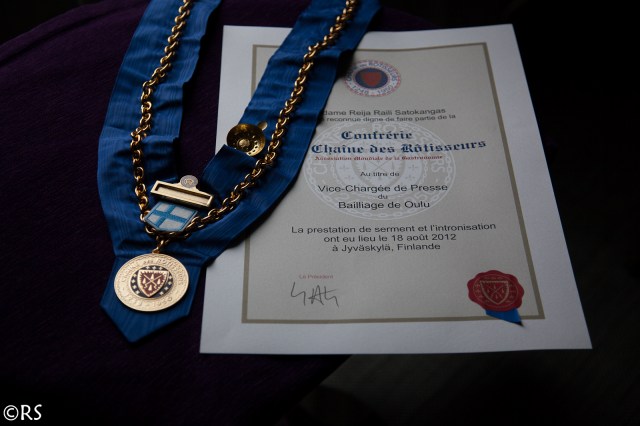 Dame Reija Raili Satokangas
reconnue digne de faire partie de la
Confrérie
Chaîne des Rôtisseurs
Association Mondiale de la Gastronomie
Au titre de
Vice-Chargée de Presse
du
Bailliage de Oulu
La prestation de serment et l'intronisation
ont eu lieu le 18 août 2012
à Jyväskylä, Finlande
Le Président
©RS